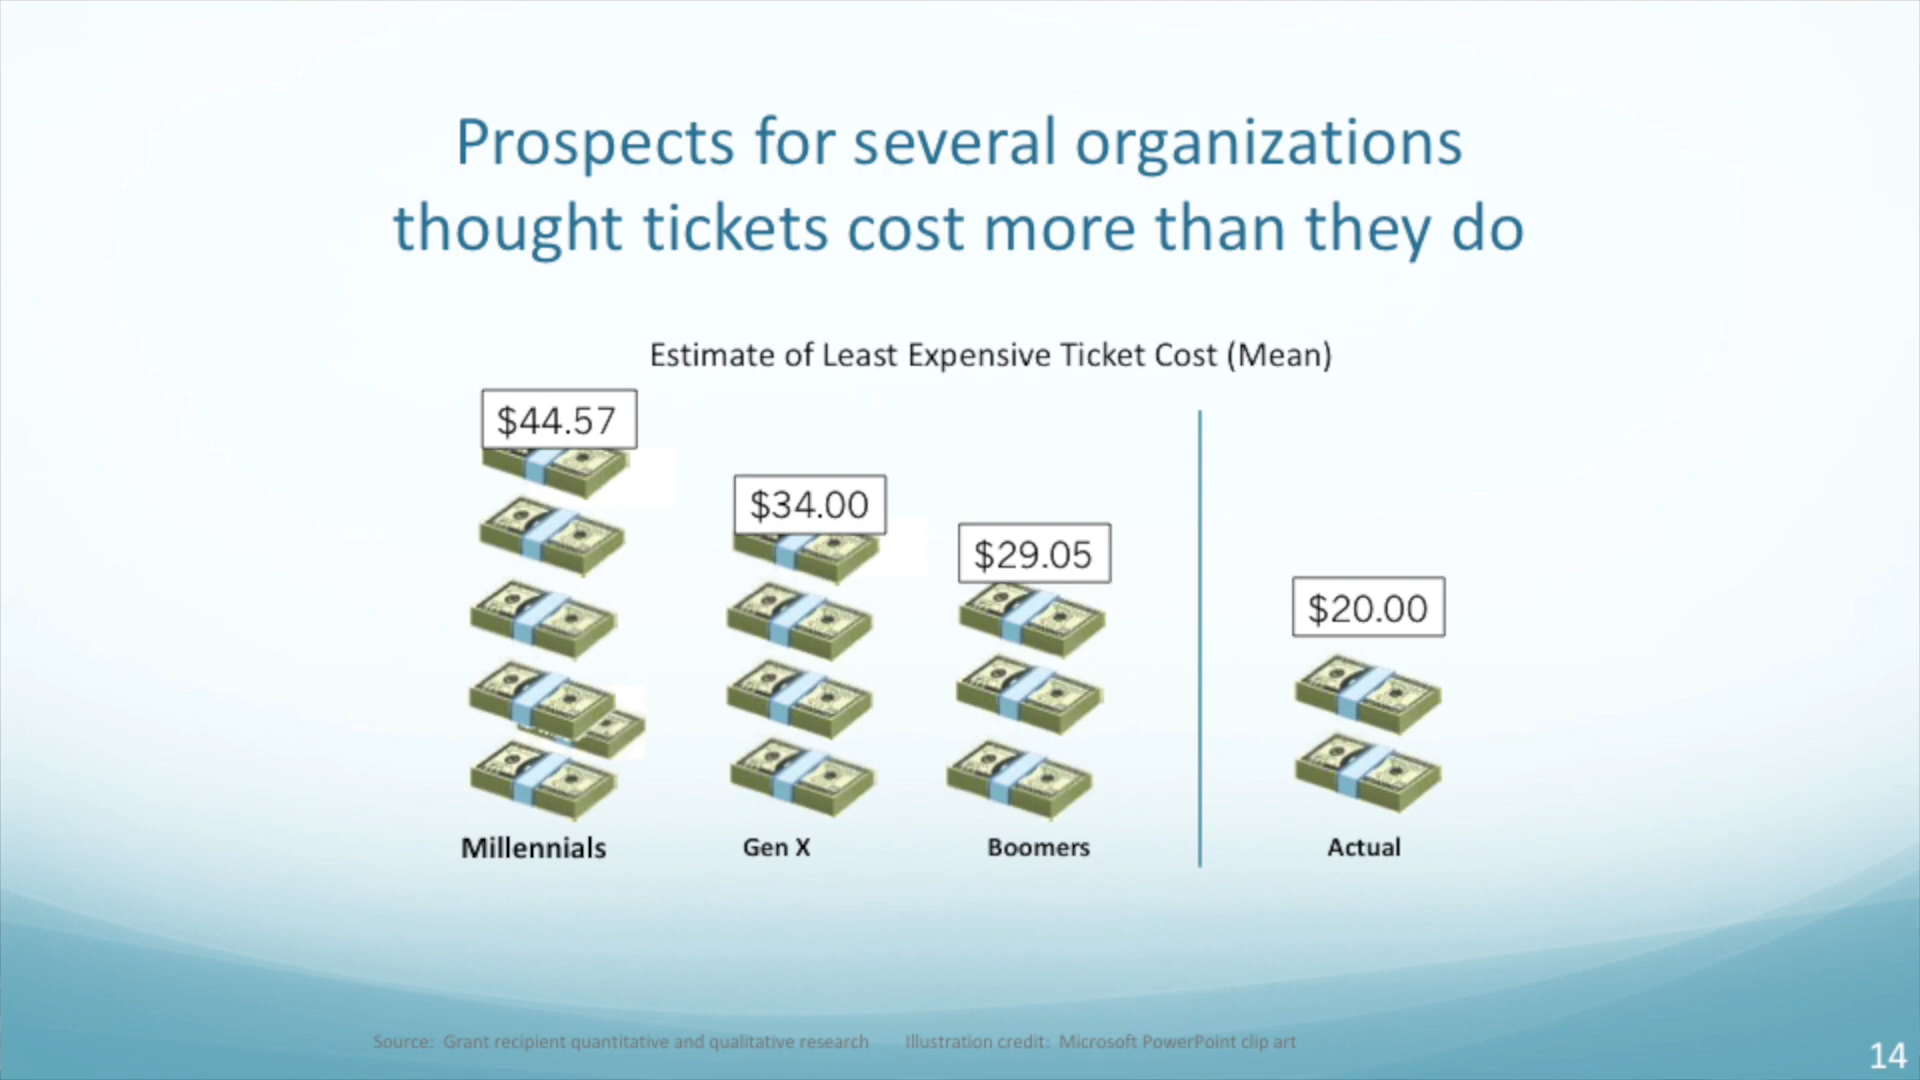 Prospects for several organizations
thought tickets cost more than they do
Estimate of Least Expensive Ticket Cost (Mean)
$44.57
$34.00
$29.05
$20.00
Millennials
Gen X
Boomers
Actual
Source: Grant recipient quantitative and qualitative research
Illustration credit: Microsoft PowerPoint clip art
14